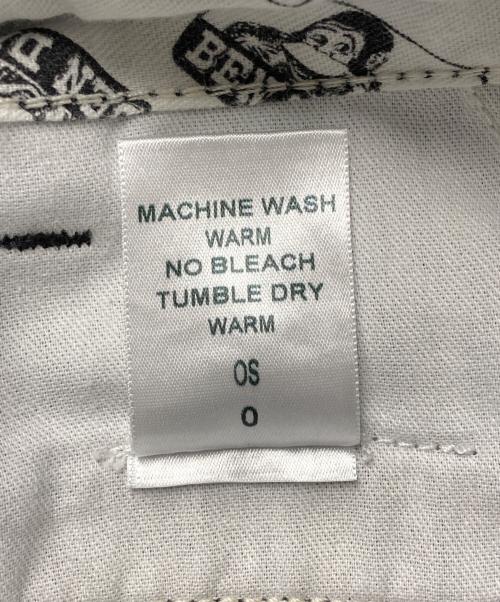 MACHINE WASH
WARM
NO BLEACH
TUMBLE DRY
WARM
OS
0